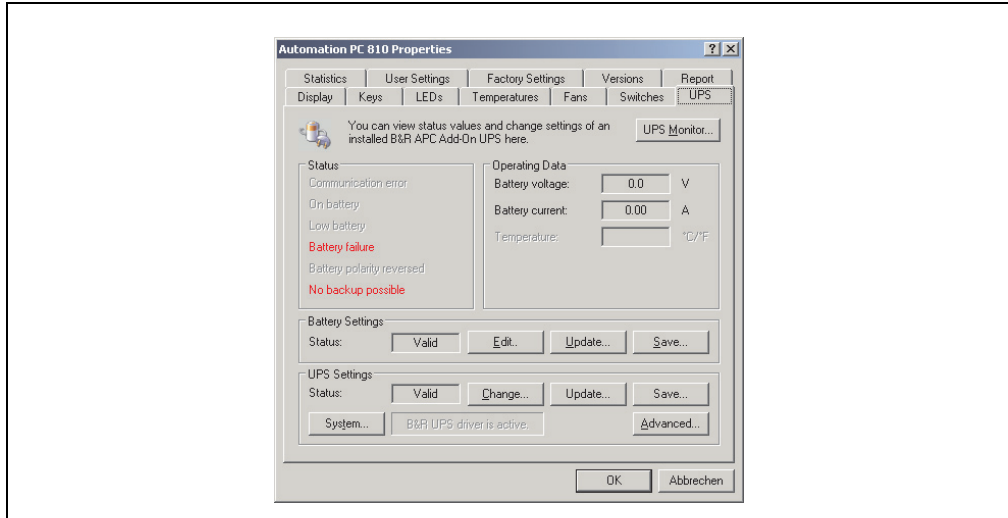 Automation PC 810 Properties
Statistics User Settings Factory Settings Versions Report
Display Keys LEDs Temperatures Fans Switches UPS
You can view status values and change settings of an
installed B&R APC Add-On UPS here.
UPS Monitor...
Status
Communication error
On battery
Low battery
Battery failure
Battery polarity reversed
No backup possible
Operating Data
Battery voltage: 0.0 V
Battery current: 0.00 A
Temperature: °C/°F
Battery Settings
Status: Valid Edit.. Update... Save...
UPS Settings
Status: Valid Change... Update... Save...
System... B&R UPS driver is active. Advanced...
OK Abbrechen